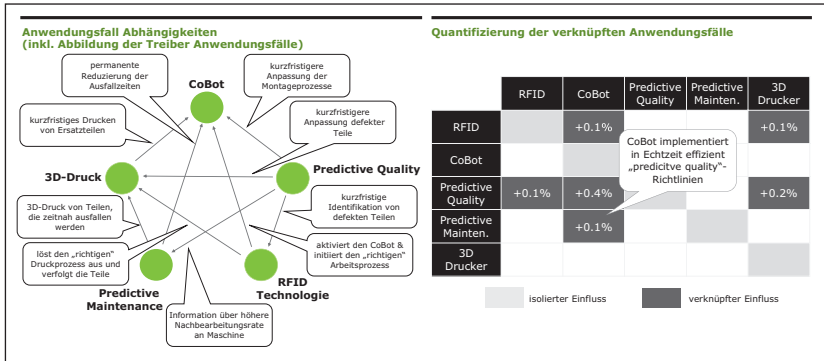 Anwendungsfall Abhängigkeiten
(inkl. Abbildung der Treiber Anwendungsfälle)
permanente
Reduzierung der
Ausfallzeiten
CoBot
kurzfristige
Anpassung der
Montageprozesse
kurzfristiges Drucken
von Ersatzteilen
kurzfristigere
Anpassung defekter
Teile
3D-Druck
Predictive Quality
3D-Druck von Teilen,
die zeitnah ausfallen
werden
kurzfristige
Identifikation von
defekten Teilen
löst den „richtigen"
Druckprozess aus und
verfolgt die Teile
aktiviert den CoBot &
initiiert den „richtigen"
Arbeitsprozess
Predictive
Maintenance
RFID
Technologie
Information über höhere
Nachbearbeitungsrate
an Maschine
Quantifizierung der verknüpften Anwendungsfälle
RFID
CoBot
Predictive
Quality
Predictive
Mainten.
3D
Drucker
RFID
+0.1%
+0.1%
CoBot
CoBot implementiert
in Echtzeit effizient
„predicitve quality"-
Richtlinien
Predictive
Quality
+0.1%
+0.4%
+0.2%
Predictive
Mainten.
+0.1%
3D
Drucker
isolierter Einfluss
verknüpfter Einfluss